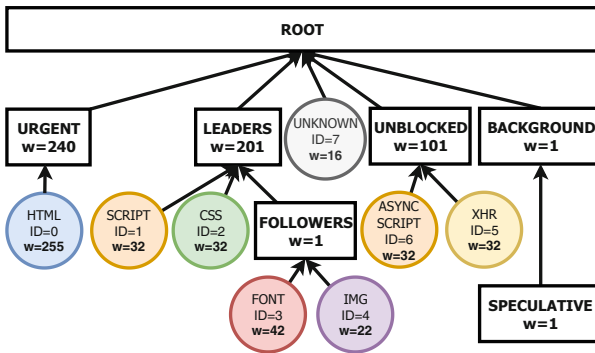 ROOT
URGENT
w=240
LEADERS
w=201
UNKNOWN
ID=7
w=16
UNBLOCKED
w=101
BACKGROUND
w=1
HTML
ID=0
w=255
SCRIPT
ID=1
w=32
CSS
ID=2
w=32
FOLLOWERS
w=1
ASYNC
SCRIPT
ID=6
w=32
XHR
ID=5
w=32
FONT
ID=3
w=42
IMG
ID=4
w=22
SPECULATIVE
w=1